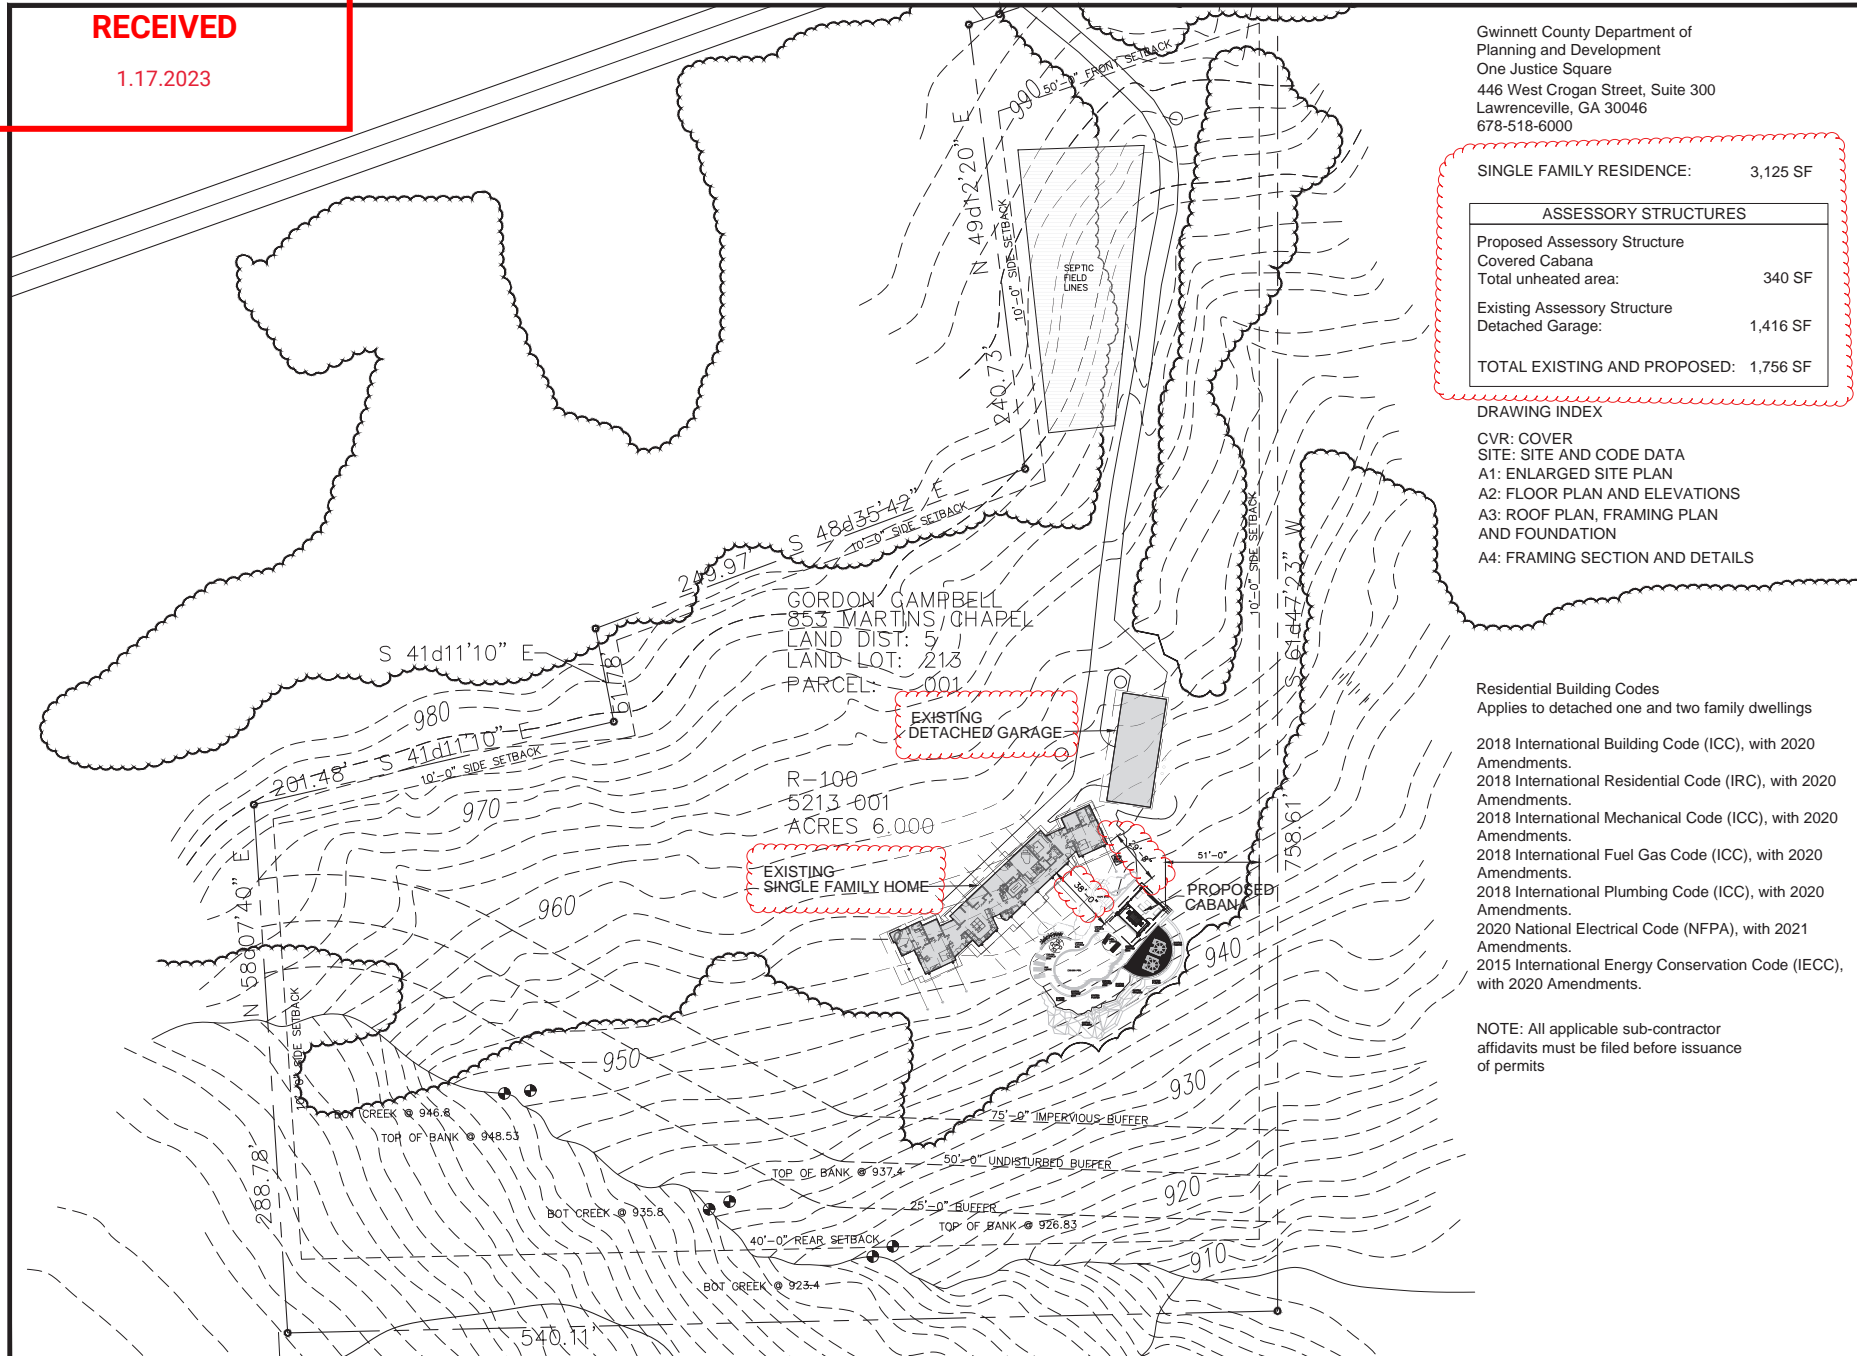 RECEIVED
1.17.2023
Gwinnett County Department of
Planning and Development
One Justice Square
446 West Crogan Street, Suite 300
Lawrenceville, GA 30046
678-518-6000
SINGLE FAMILY RESIDENCE: 3,125 SF
ASSESSORY STRUCTURES
Proposed Assessory Structure
Covered Cabana
Total unheated area: 340 SF
Existing Assessory Structure
Detached Garage: 1,416 SF
TOTAL EXISTING AND PROPOSED: 1,756 SF
DRAWING INDEX
CVR: COVER
SITE: SITE AND CODE DATA
A1: ENLARGED SITE PLAN
A2: FLOOR PLAN AND ELEVATIONS
A3: ROOF PLAN, FRAMING PLAN
AND FOUNDATION
A4: FRAMING SECTION AND DETAILS
Residential Building Codes
Applies to detached one and two family dwellings
2018 International Building Code (ICC), with 2020
Amendments.
2018 International Residential Code (IRC), with 2020
Amendments.
2018 International Mechanical Code (ICC), with 2020
Amendments.
2018 International Fuel Gas Code (ICC), with 2020
Amendments.
2018 International Plumbing Code (ICC), with 2020
Amendments.
2020 National Electrical Code (NFPA), with 2021
Amendments.
2015 International Energy Conservation Code (IECC),
with 2020 Amendments.
NOTE: All applicable sub-contractor
affidavits must be filed before issuance
of permits
990
50'-0" FRONT SETBACK
N 49d12'20" E
10'-0" SIDE SETBACK
240.73'
SEPTIC
FIELD
LINES
S 48d35'42" E
10'-0" SIDE SETBACK
249.97'
GORDON CAMPBELL
853 MARTINS CHAPEL
LAND DIST: 5
LAND LOT: 213
PARCEL: 001
S 41d11'10" E
61.78'
980
S 41d11'10" E
10'-0" SIDE SETBACK
201.48'
970
EXISTING
DETACHED GARAGE
R-100
5213 001
ACRES 6.000
10'-0" SIDE SETBACK
S 61d47'23" W
758.61'
EXISTING
SINGLE FAMILY HOME
960
29'-8"
51'-0"
PROPOSED
CABANA
940
N 58d07'40" E
10'-0" SIDE SETBACK
288.78'
950
930
BOT CREEK @ 946.8
TOP OF BANK @ 948.53
75'-0" IMPERVIOUS BUFFER
50'-0" UNDISTURBED BUFFER
TOP OF BANK @ 937.4
920
BOT CREEK @ 935.8
25'-0" BUFFER
TOP OF BANK @ 926.83
40'-0" REAR SETBACK
910
BOT CREEK @ 923.4
540.11'